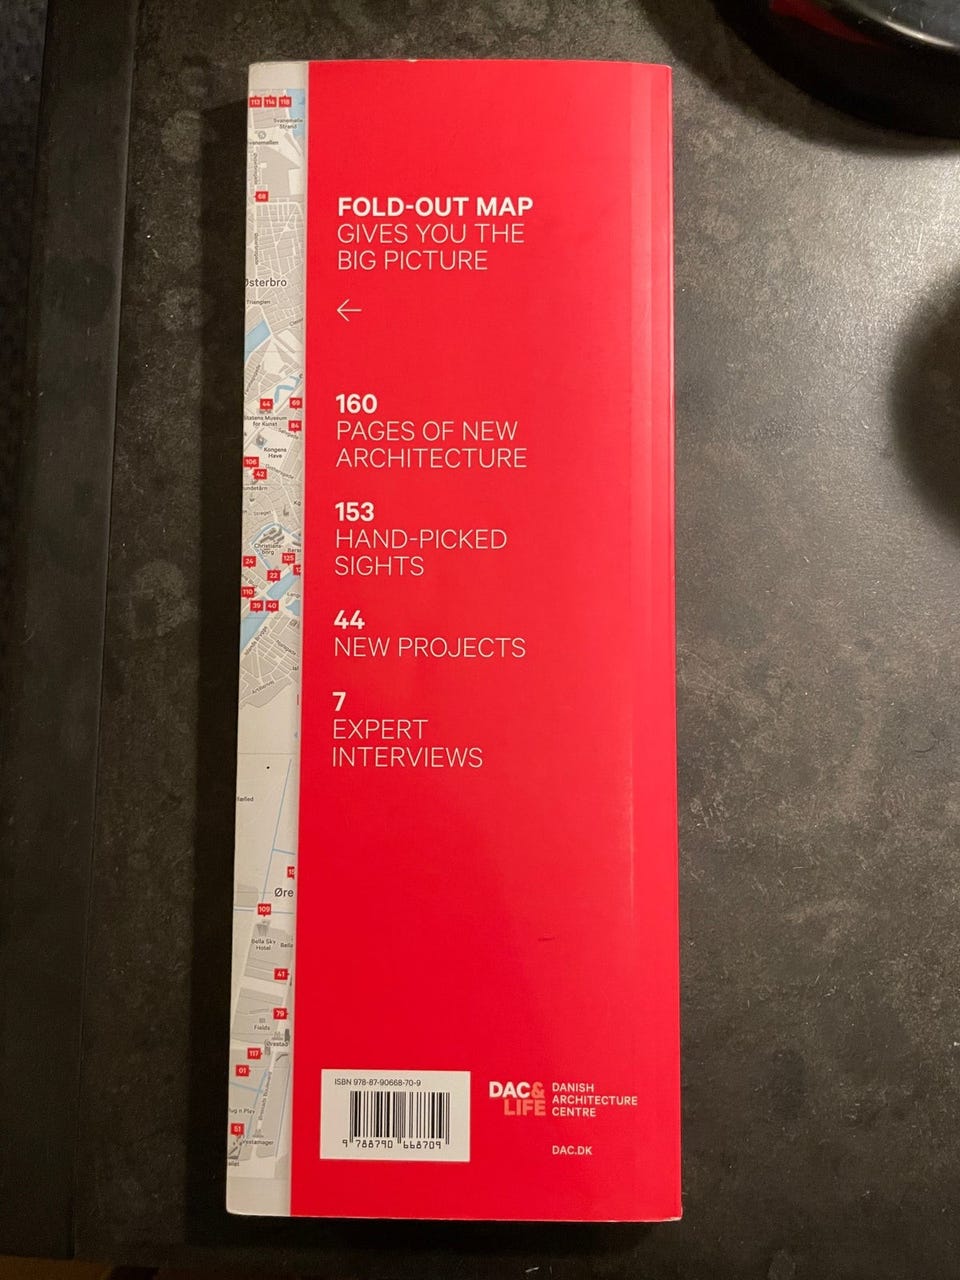 FOLD-OUT MAP
GIVES YOU THE
BIG PICTURE
←
160
PAGES OF NEW
ARCHITECTURE
153
HAND-PICKED
SIGHTS
44
NEW PROJECTS
7
EXPERT
INTERVIEWS
ISBN 978-87-90668-70-9
9 788790 668709
DAC&
LIFE
DANISH
ARCHITECTURE
CENTRE
DAC.DK
113 114 118
Svanemølle
Strand
68
Østerbro
Trianglen
44 69
Statens Museum
for Kunst
84
Kongens
Have
106
42
Strøget
Christians-
borg
125
24
22
110
39 40
Øre
109
Bella Sky
Hotel
Bella
41
79
Fields
Ørestad
117
01
51